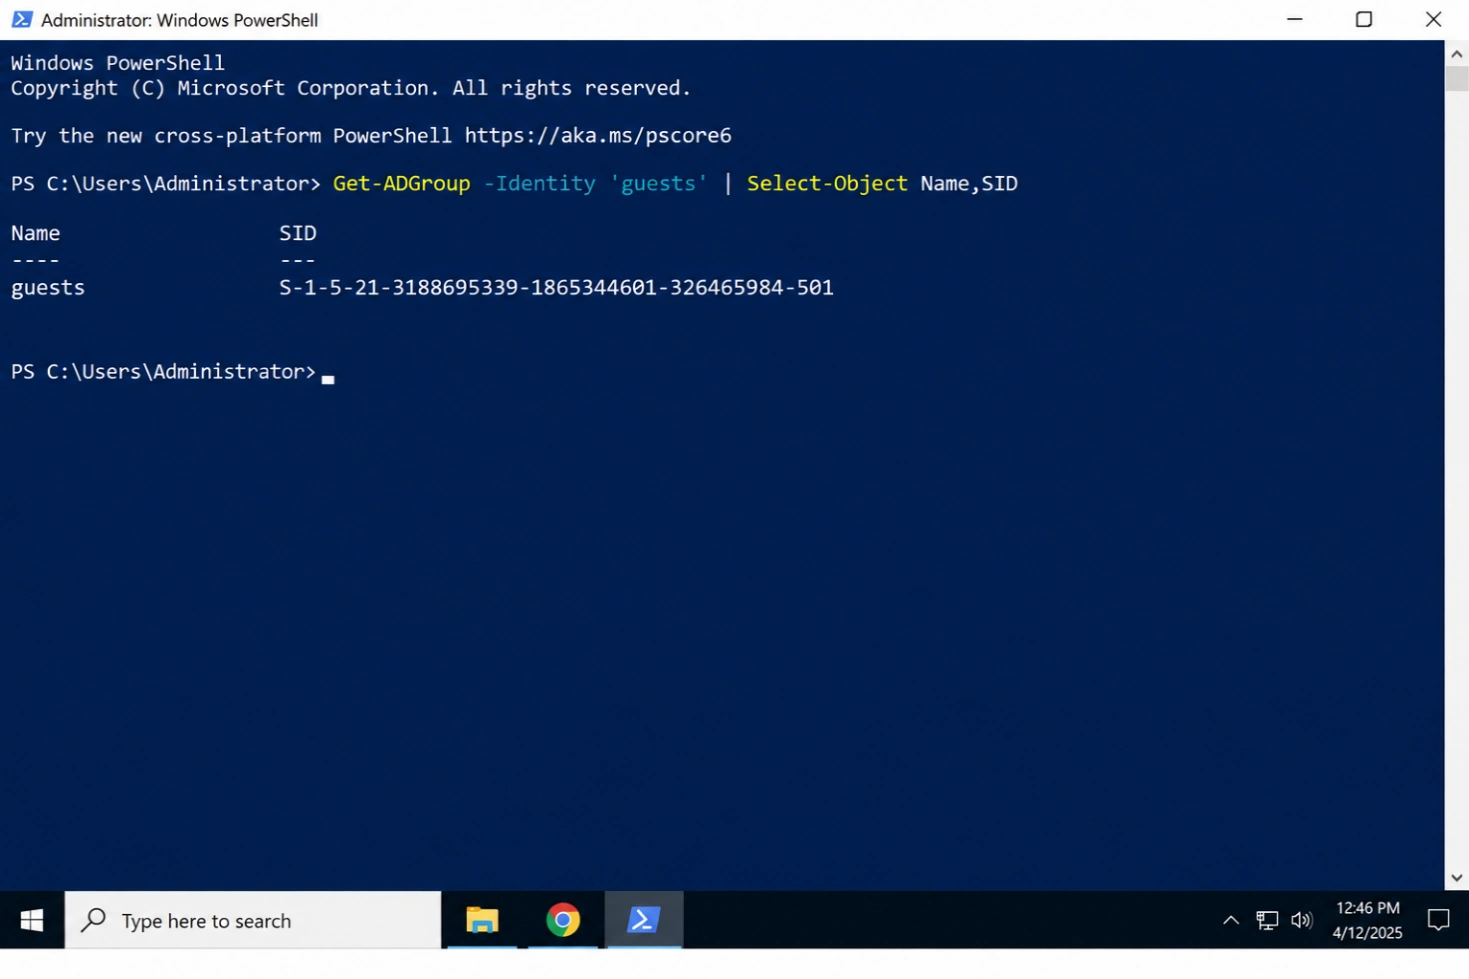 Administrator: Windows PowerShell
Windows PowerShell
Copyright (C) Microsoft Corporation. All rights reserved.
Try the new cross-platform PowerShell https://aka.ms/pscore6
PS C:\Users\Administrator> Get-ADGroup -Identity 'guests' | Select-Object Name,SID
Name SID
---- ---
guests S-1-5-21-3188695339-1865344601-326465984-501
PS C:\Users\Administrator>
Type here to search
12:46 PM
4/12/2025